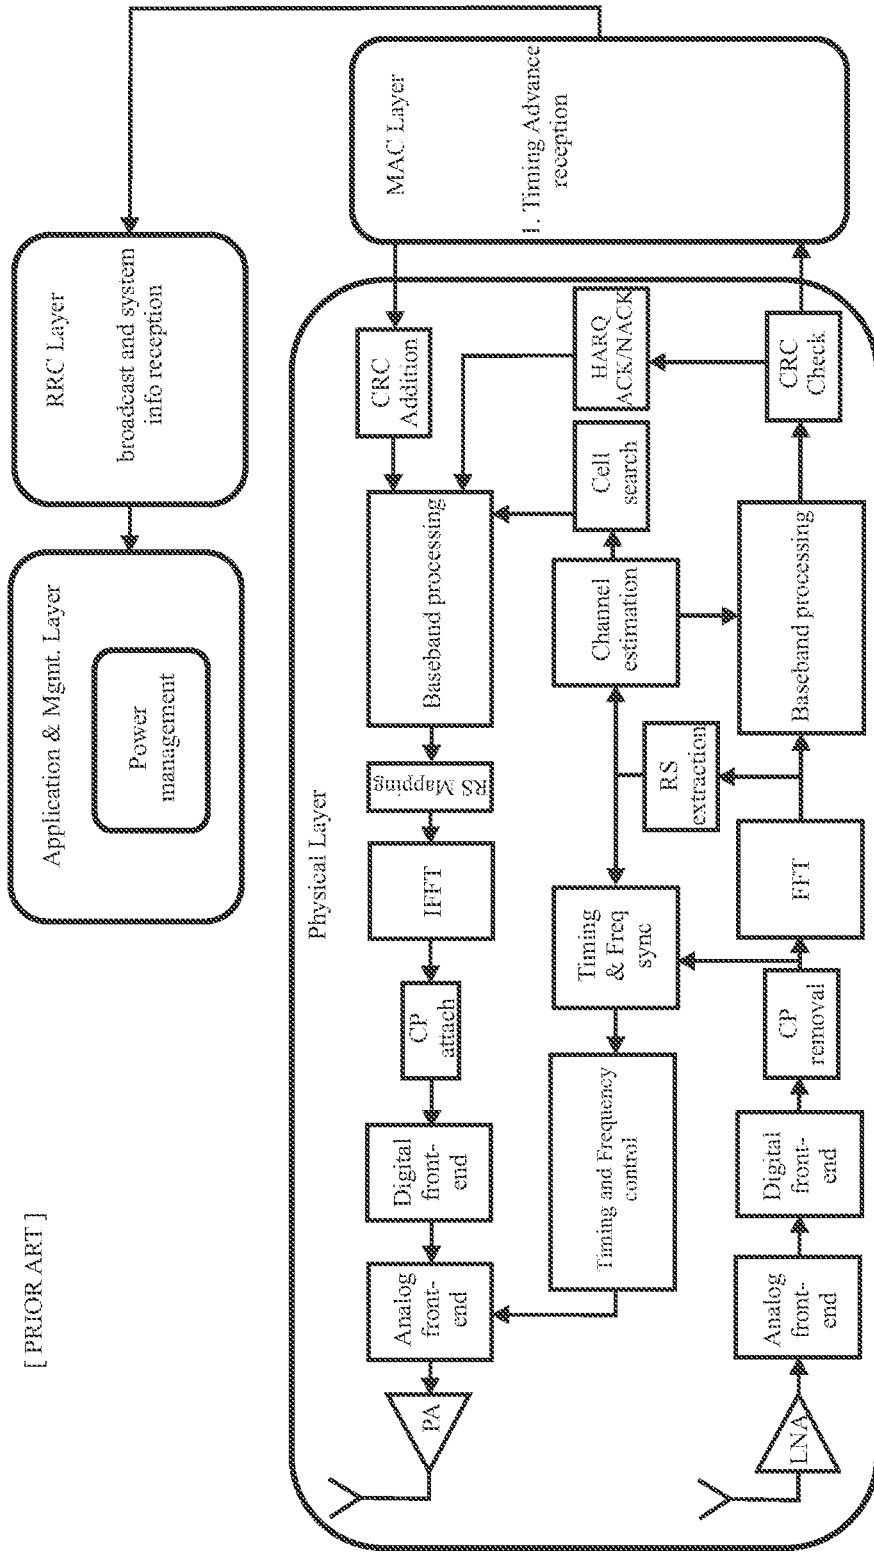 [ PRIOR ART ]
Application & Mgmt. Layer
Power
management
RRC Layer
broadcast and system
info reception
Physical Layer
PA
Analog
front-
end
Digital
front-
end
CP
attach
IFFT
RS Mapping
Baseband processing
CRC
Addition
MAC Layer
1. Timing Advance
reception
Timing and Frequency
control
Timing
& Freq
sync
Channel
estimation
Cell
search
HARQ
ACK/NACK
RS
extraction
LNA
Analog
front-
end
Digital
front-
end
CP
removal
FFT
Baseband processing
CRC
Check